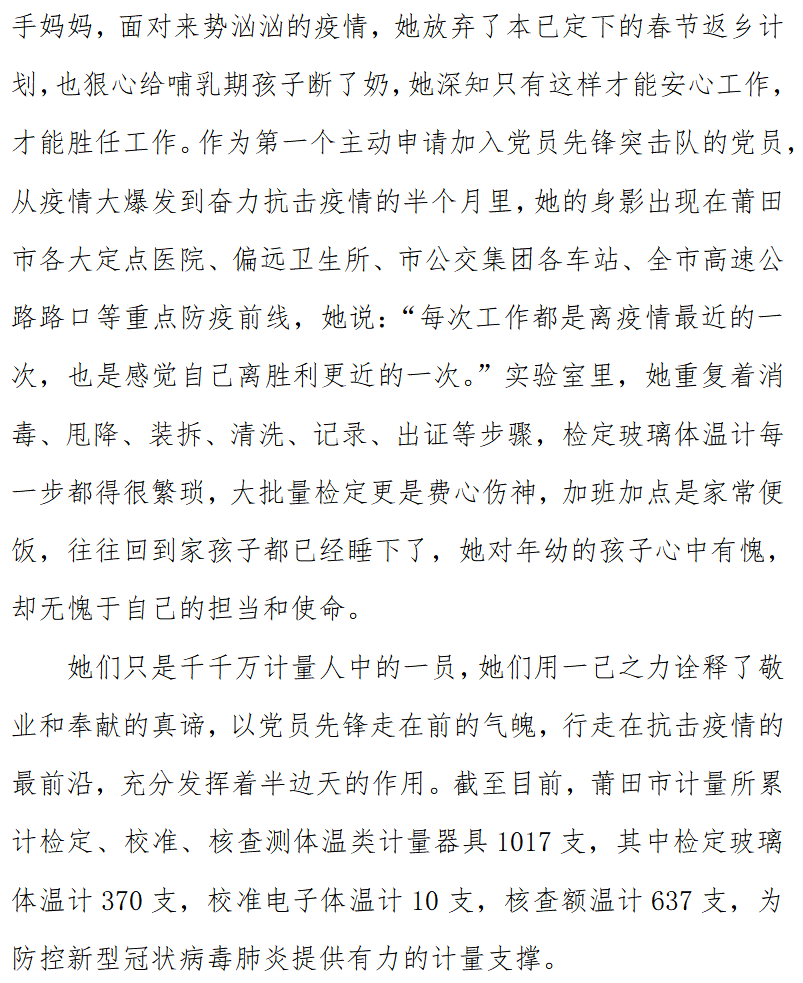 手妈妈，面对来势汹汹的疫情，她放弃了本已定下的春节返乡计
划，也狠心给哺乳期孩子断了奶，她深知只有这样才能安心工作，
才能胜任工作。作为第一个主动申请加入党员先锋突击队的党员，
从疫情大爆发到奋力抗击疫情的半个月里，她的身影出现在莆田
市各大定点医院、偏远卫生所、市公交集团各车站、全市高速公
路路口等重点防疫前线，她说：“每次工作都是离疫情最近的一
次，也是感觉自己离胜利更近的一次。”实验室里，她重复着消
毒、甩降、装拆、清洗、记录、出证等步骤，检定玻璃体温计每
一步都得很繁琐，大批量检定更是费心伤神，加班加点是家常便
饭，往往回到家孩子都已经睡下了，她对年幼的孩子心中有愧，
却无愧于自己的担当和使命。
她们只是千千万计量人中的一员，她们用一己之力诠释了敬
业和奉献的真谛，以党员先锋走在前的气魄，行走在抗击疫情的
最前沿，充分发挥着半边天的作用。截至目前，莆田市计量所累
计检定、校准、核查测体温类计量器具 1017 支，其中检定玻璃
体温计 370 支，校准电子体温计 10 支，核查额温计 637 支，为
防控新型冠状病毒肺炎提供有力的计量支撑。